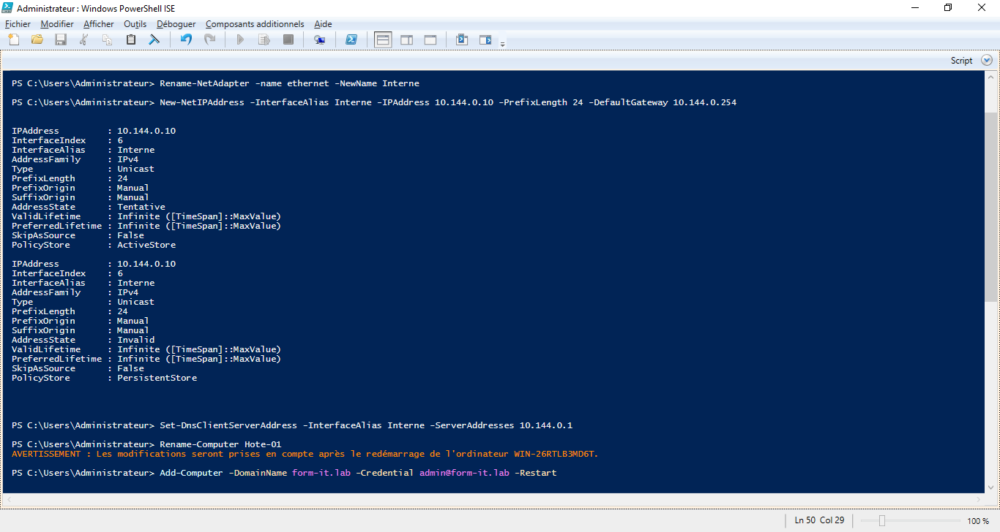 Administrateur : Windows PowerShell ISE
Fichier Modifier Afficher Outils Déboguer Composants additionnels Aide
Script
PS C:\Users\Administrateur> Rename-NetAdapter -name ethernet -NewName Interne
PS C:\Users\Administrateur> New-NetIPAddress -InterfaceAlias Interne -IPAddress 10.144.0.10 -PrefixLength 24 -DefaultGateway 10.144.0.254
IPAddress : 10.144.0.10
InterfaceIndex : 6
InterfaceAlias : Interne
AddressFamily : IPv4
Type : Unicast
PrefixLength : 24
PrefixOrigin : Manual
SuffixOrigin : Manual
AddressState : Tentative
ValidLifetime : Infinite ([TimeSpan]::MaxValue)
PreferredLifetime : Infinite ([TimeSpan]::MaxValue)
SkipAsSource : False
PolicyStore : ActiveStore
IPAddress : 10.144.0.10
InterfaceIndex : 6
InterfaceAlias : Interne
AddressFamily : IPv4
Type : Unicast
PrefixLength : 24
PrefixOrigin : Manual
SuffixOrigin : Manual
AddressState : Invalid
ValidLifetime : Infinite ([TimeSpan]::MaxValue)
PreferredLifetime : Infinite ([TimeSpan]::MaxValue)
SkipAsSource : False
PolicyStore : PersistentStore
PS C:\Users\Administrateur> Set-DnsClientServerAddress -InterfaceAlias Interne -ServerAddresses 10.144.0.1
PS C:\Users\Administrateur> Rename-Computer Hote-01
AVERTISSEMENT : Les modifications seront prises en compte après le redémarrage de l'ordinateur WIN-26RTLB3MD6T.
PS C:\Users\Administrateur> Add-Computer -DomainName form-it.lab -Credential admin@form-it.lab -Restart
Ln 50 Col 29
100 %